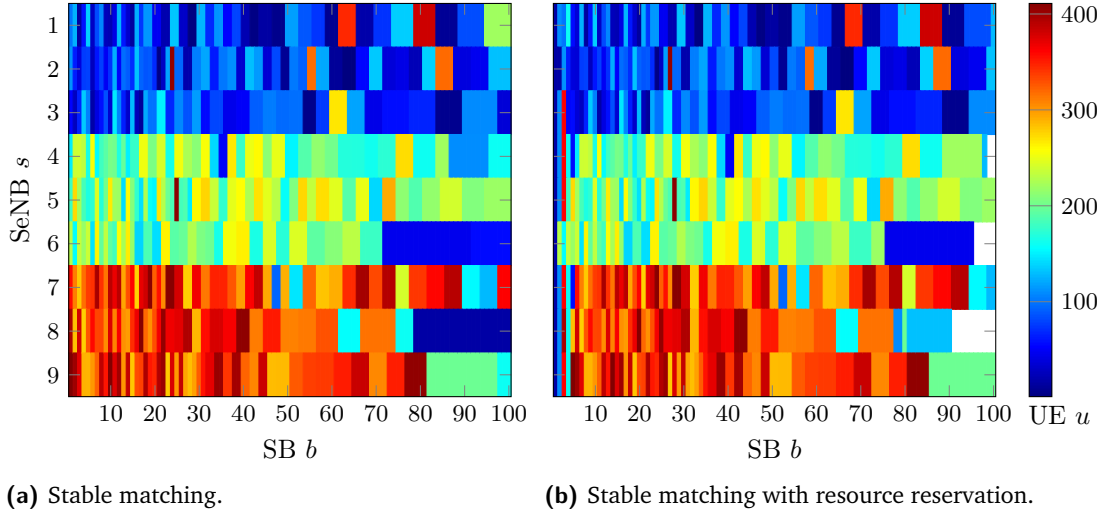 SeNB s
1
2
3
4
5
6
7
8
9
10 20 30 40 50 60 70 80 90 100
SB b
10 20 30 40 50 60 70 80 90 100
SB b
400
300
200
100
UE u
(a) Stable matching.
(b) Stable matching with resource reservation.